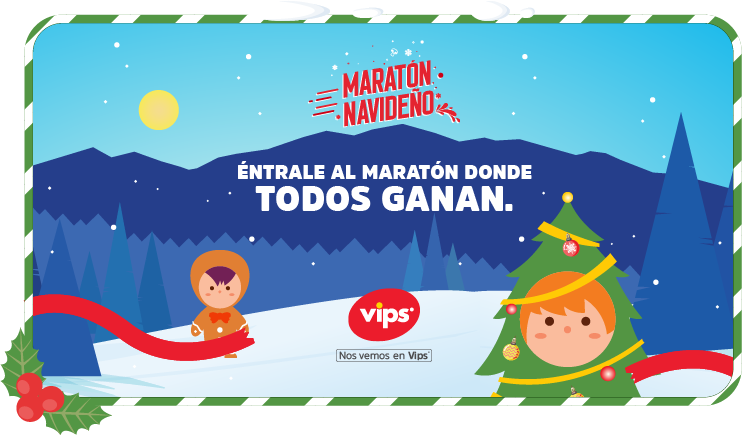 MARATÓN
NAVIDEÑO
ÉNTRALE AL MARATÓN DONDE
TODOS GANAN.
vips
Nos vemos en Vips